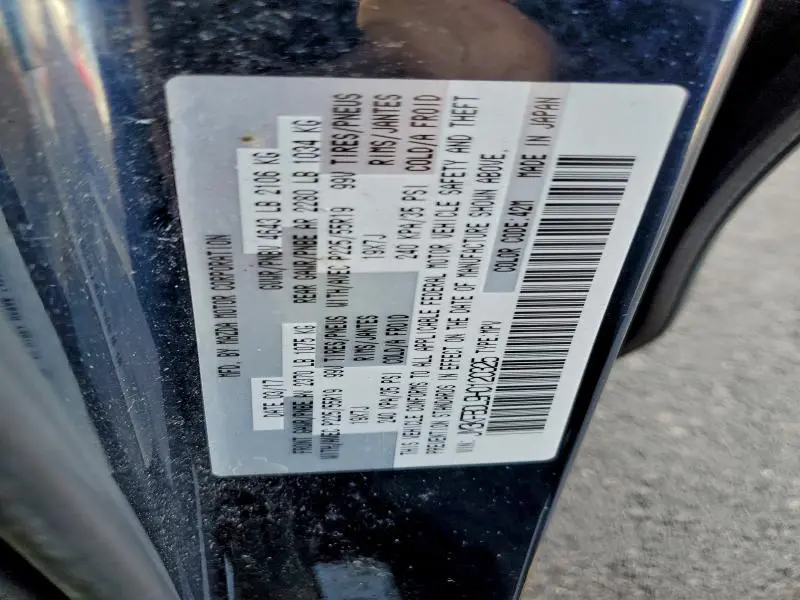 MFD. BY MAZDA MOTOR CORPORATION
DATE 03/17 GVWR/PNBV 4643 LB 2106 KG
FRONT GAWR/PNBE AV 2370 LB 1075 KG REAR GAWR/PNBE AR 2280 LB 1034 KG
WITH/AVEC P225/55R19 99V TIRES/PNEUS WITH/AVEC P225/55R19 99V TIRES/PNEUS
19X7J RIMS/JANTES 19X7J RIMS/JANTES
240 KPA/35 PSI COLD/A FROID 240 KPA/35 PSI COLD/A FROID
THIS VEHICLE CONFORMS TO ALL APPLICABLE FEDERAL MOTOR VEHICLE SAFETY AND THEFT
PREVENTION STANDARDS IN EFFECT ON THE DATE OF MANUFACTURE SHOWN ABOVE.
VIN: TYPE:MPV COLOR CODE 42M MADE IN JAPAN